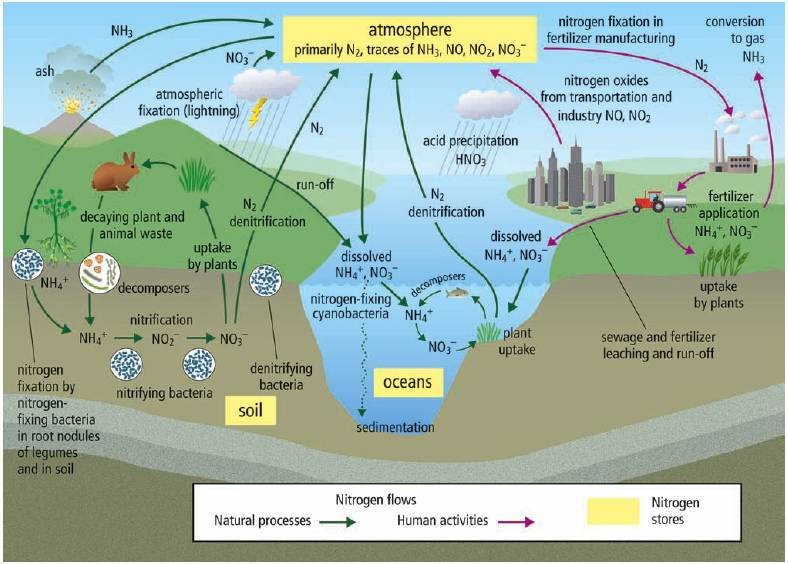 atmosphere
primarily N₂, traces of NH₃, NO, NO₂, NO₃⁻
NH₃
ash
NO₃⁻
atmospheric
fixation (lightning)
N₂
nitrogen fixation in
fertilizer manufacturing
conversion
to gas
NH₃
N₂
nitrogen oxides
from transportation and
industry NO, NO₂
acid precipitation
HNO₃
run-off
N₂
denitrification
N₂
denitrification
decaying plant and
animal waste
uptake
by plants
NH₄⁺
decomposers
nitrification
NH₄⁺
NO₂⁻
NO₃⁻
nitrifying bacteria
denitrifying
bacteria
nitrogen
fixation by
nitrogen-
fixing bacteria
in root nodules
of legumes
and in soil
soil
dissolved
NH₄⁺, NO₃⁻
nitrogen-fixing
cyanobacteria
decomposers
NH₄⁺
NO₃⁻
plant
uptake
oceans
sedimentation
dissolved
NH₄⁺, NO₃⁻
fertilizer
application
NH₄⁺, NO₃⁻
uptake
by plants
sewage and fertilizer
leaching and run-off
Nitrogen flows
Natural processes
Human activities
Nitrogen
stores